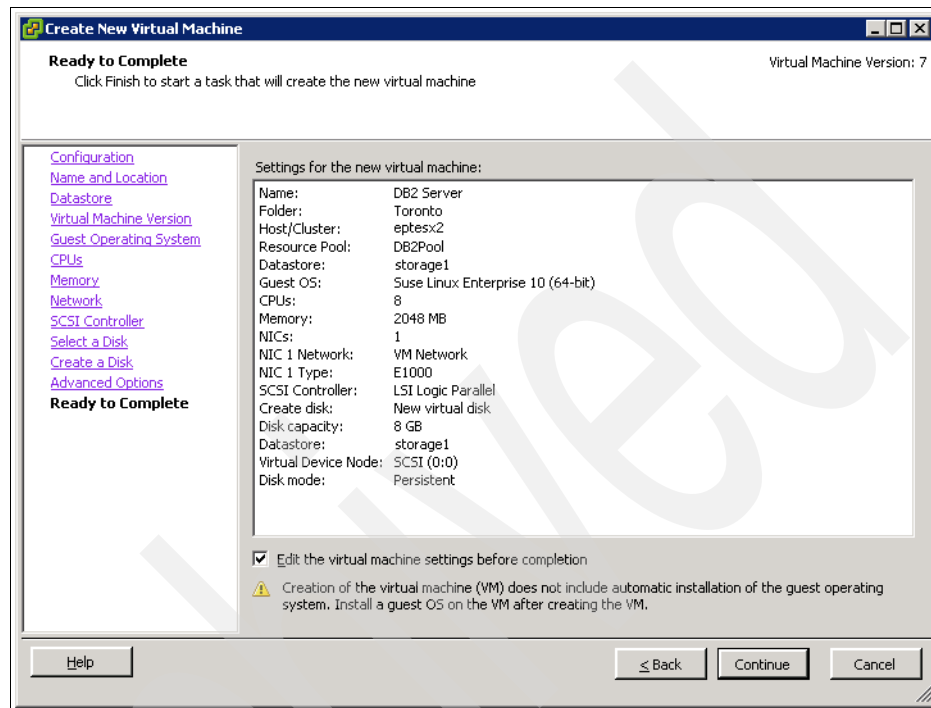 Create New Virtual Machine
Ready to Complete
Click Finish to start a task that will create the new virtual machine
Virtual Machine Version: 7
Configuration
Name and Location
Datastore
Virtual Machine Version
Guest Operating System
CPUs
Memory
Network
SCSI Controller
Select a Disk
Create a Disk
Advanced Options
Ready to Complete
Settings for the new virtual machine:
Name: DB2 Server
Folder: Toronto
Host/Cluster: eptesx2
Resource Pool: DB2Pool
Datastore: storage1
Guest OS: Suse Linux Enterprise 10 (64-bit)
CPUs: 8
Memory: 2048 MB
NICs: 1
NIC 1 Network: VM Network
NIC 1 Type: E1000
SCSI Controller: LSI Logic Parallel
Create disk: New virtual disk
Disk capacity: 8 GB
Datastore: storage1
Virtual Device Node: SCSI (0:0)
Disk mode: Persistent
Edit the virtual machine settings before completion
Creation of the virtual machine (VM) does not include automatic installation of the guest operating
system. Install a guest OS on the VM after creating the VM.
Help
≤ Back
Continue
Cancel